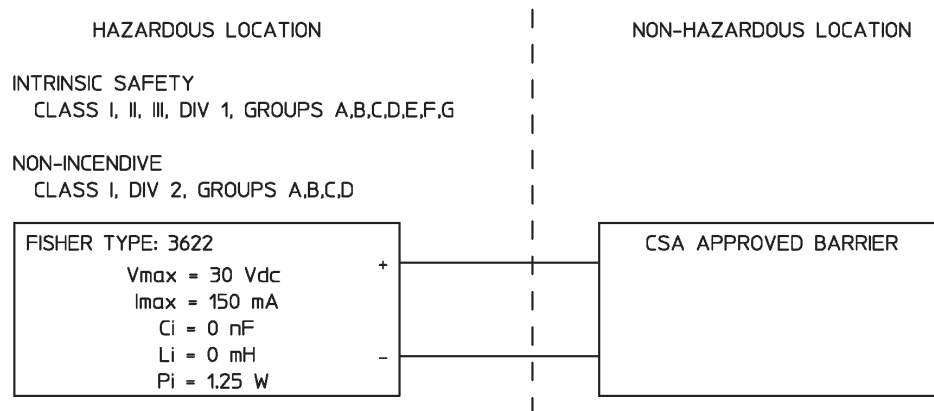 HAZARDOUS LOCATION
NON-HAZARDOUS LOCATION
INTRINSIC SAFETY
CLASS I, II, III, DIV 1, GROUPS A,B,C,D,E,F,G
NON-INCENDIVE
CLASS I, DIV 2, GROUPS A,B,C,D
FISHER TYPE: 3622
Vmax = 30 Vdc
Imax = 150 mA
Ci = 0 nF
Li = 0 mH
Pi = 1.25 W
+
-
CSA APPROVED BARRIER